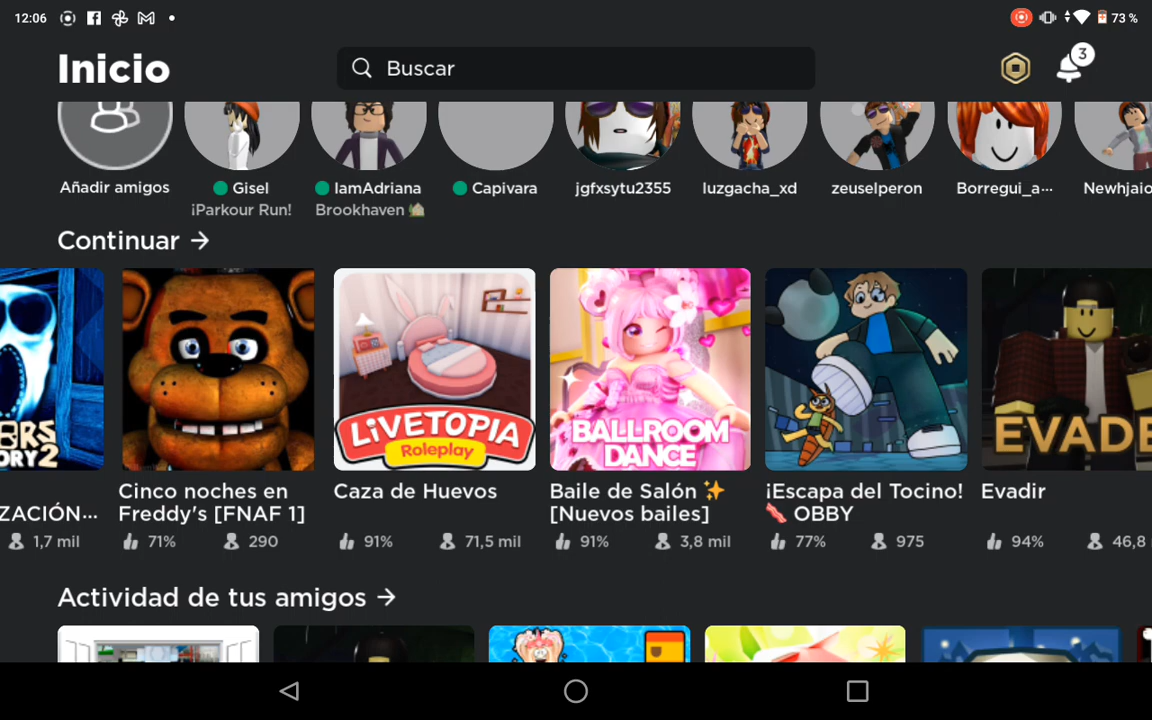 12:06
73 %
Inicio
Buscar
3
Añadir amigos
Gisel
IamAdriana
Capivara
jgfxsytu2355
luzgacha_xd
zeuselperon
Borregui_a...
Newhjaio
¡Parkour Run!
Brookhaven🏡
Continuar →
ORY2
LIVETOPIA
Roleplay
BALLROOM
DANCE
EVADE
ZACIÓN...
Cinco noches en
Freddy's [FNAF 1]
Caza de Huevos
Baile de Salón ✨
[Nuevos bailes]
¡Escapa del Tocino!
🥓 OBBY
Evadir
1,7 mil
71%
290
91%
71,5 mil
91%
3,8 mil
77%
975
94%
46,8
Actividad de tus amigos →